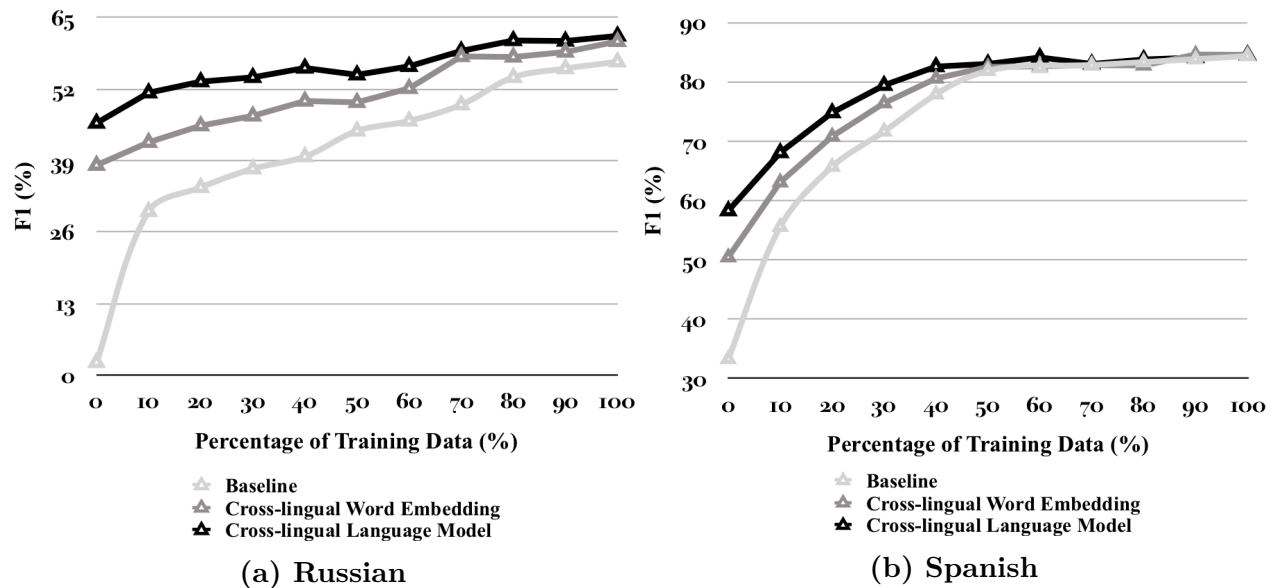 65
52
39
26
13
0
F1 (%)
0 10 20 30 40 50 60 70 80 90 100
Percentage of Training Data (%)
Baseline
Cross-lingual Word Embedding
Cross-lingual Language Model
(a) Russian
90
80
70
60
50
40
30
F1 (%)
0 10 20 30 40 50 60 70 80 90 100
Percentage of Training Data (%)
Baseline
Cross-lingual Word Embedding
Cross-lingual Language Model
(b) Spanish